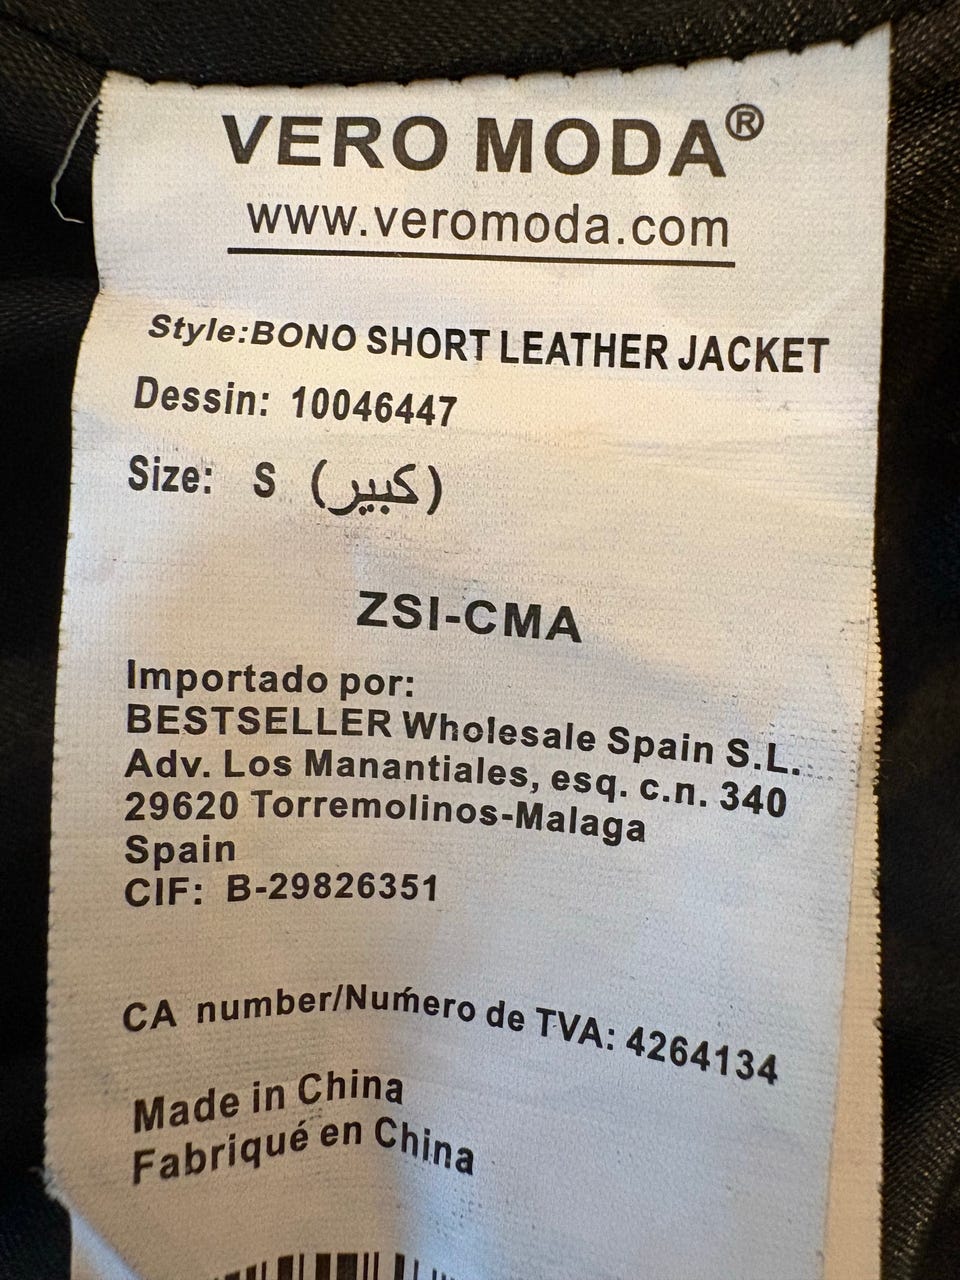 VERO MODA®
www.veromoda.com
Style:BONO SHORT LEATHER JACKET
Dessin: 10046447
Size: S (كبير)
ZSI-CMA
Importado por:
BESTSELLER Wholesale Spain S.L.
Adv. Los Manantiales, esq. c.n. 340
29620 Torremolinos-Malaga
Spain
CIF: B-29826351
CA number/Numéro de TVA: 4264134
Made in China
Fabriqué en China